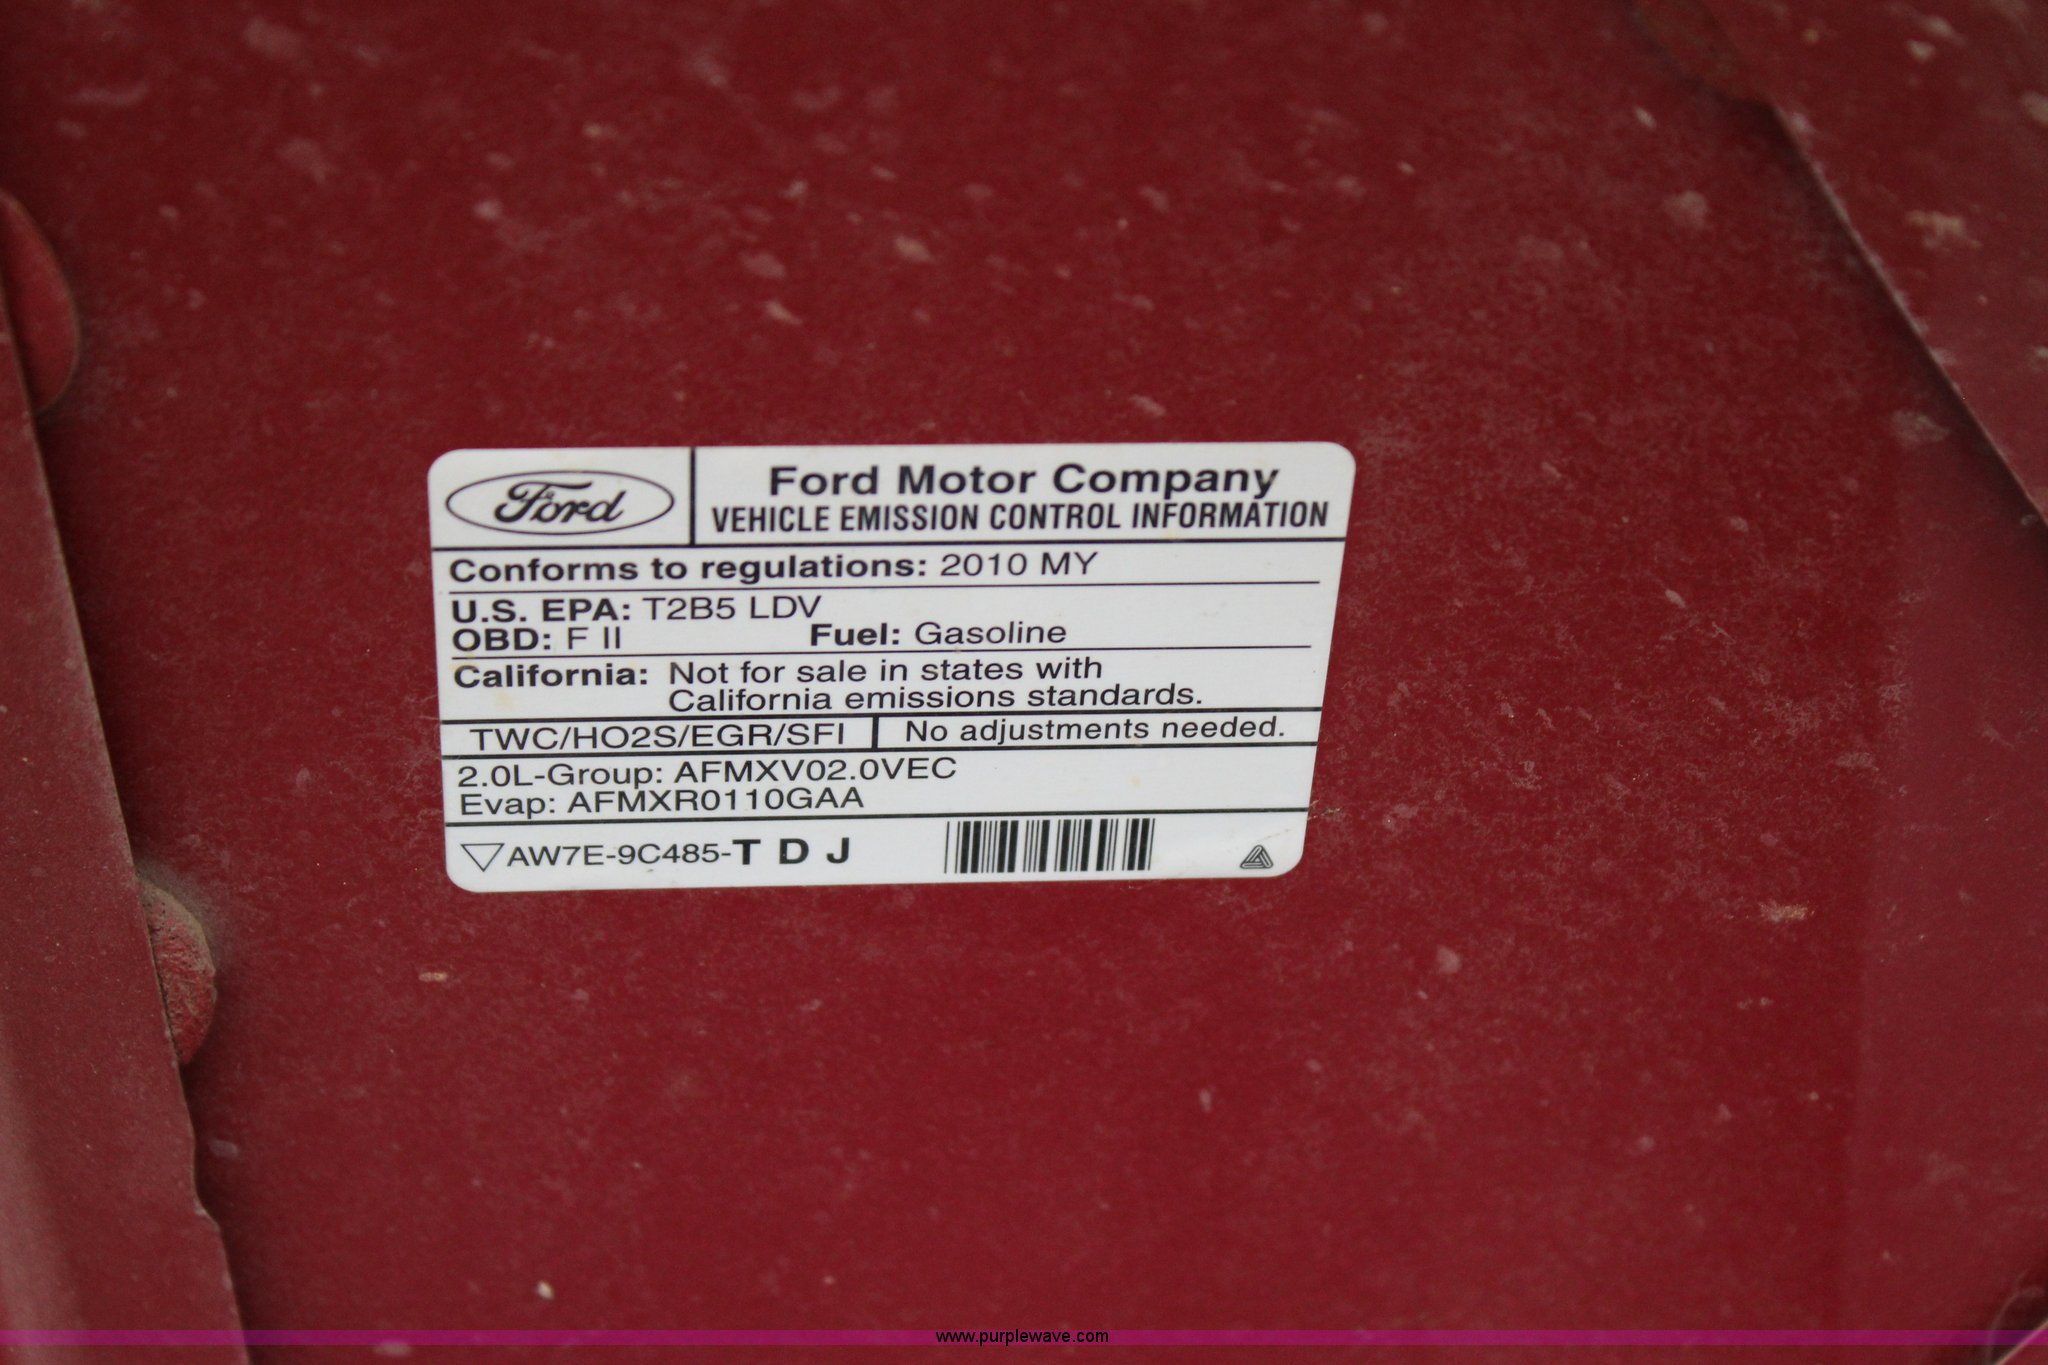 Ford
Ford Motor Company
VEHICLE EMISSION CONTROL INFORMATION
Conforms to regulations: 2010 MY
U.S. EPA: T2B5 LDV
OBD: F II Fuel: Gasoline
California: Not for sale in states with
California emissions standards.
TWC/HO2S/EGR/SFI No adjustments needed.
2.0L-Group: AFMXV02.0VEC
Evap: AFMXR0110GAA
AW7E-9C485-T D J
www.purplewave.com